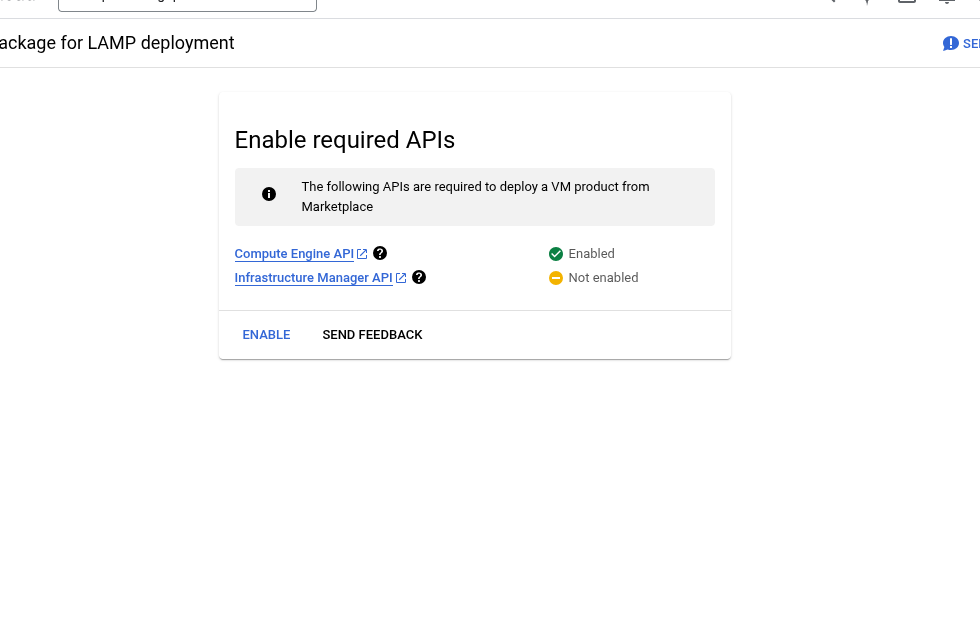 ackage for LAMP deployment
SE
Enable required APIs
The following APIs are required to deploy a VM product from
Marketplace
Compute Engine API
Enabled
Infrastructure Manager API
Not enabled
ENABLE
SEND FEEDBACK